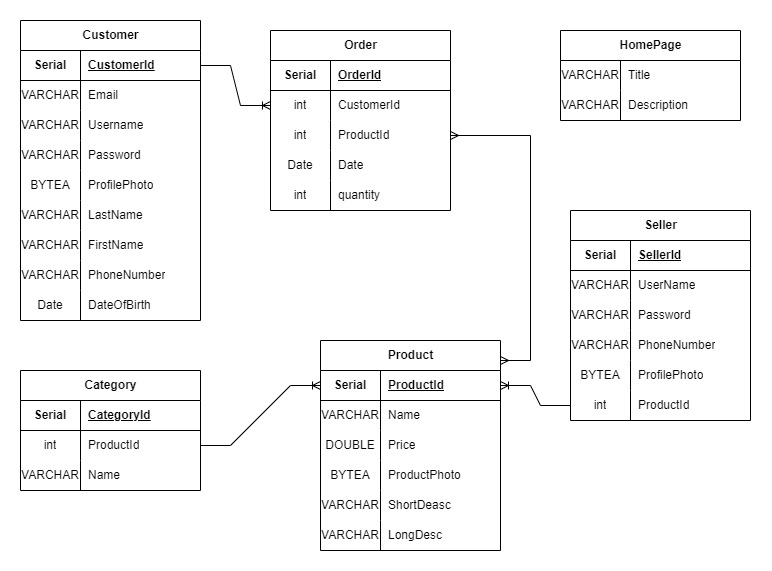 Customer
Serial CustomerId
VARCHAR Email
VARCHAR Username
VARCHAR Password
BYTEA ProfilePhoto
VARCHAR LastName
VARCHAR FirstName
VARCHAR PhoneNumber
Date DateOfBirth
Order
Serial OrderId
int CustomerId
int ProductId
Date Date
int quantity
HomePage
VARCHAR Title
VARCHAR Description
Seller
Serial SellerId
VARCHAR UserName
VARCHAR Password
VARCHAR PhoneNumber
BYTEA ProfilePhoto
int ProductId
Category
Serial CategoryId
int ProductId
VARCHAR Name
Product
Serial ProductId
VARCHAR Name
DOUBLE Price
BYTEA ProductPhoto
VARCHAR ShortDeasc
VARCHAR LongDesc